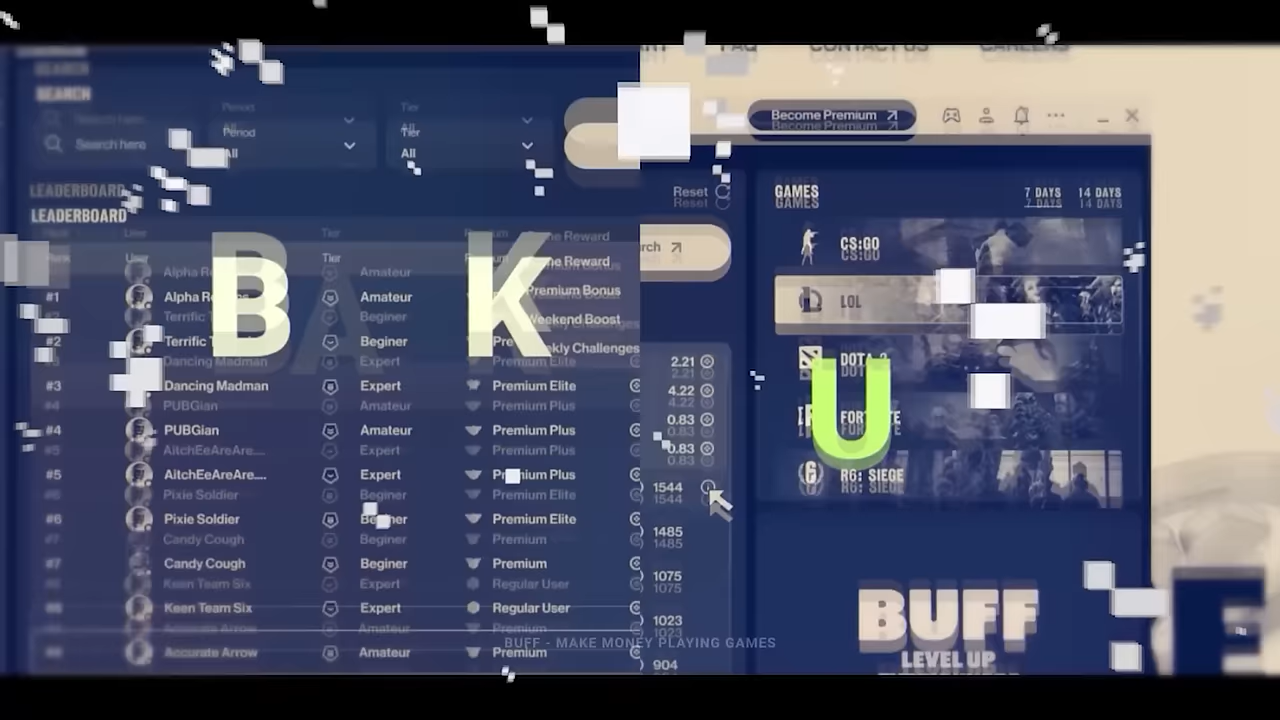 FAQ
CONTACT US
CAREERS
SEARCH
Search here
Period
All
Tier
All
Become Premium
Reset
LEADERBOARD
Rank
User
Tier
Premium
#1
Alpha
Amateur
#2
Terrific
Beginer
#3
Dancing Madman
Expert
Premium Elite
#4
PUBGian
Amateur
Premium Plus
#5
AitchEeAreAre....
Expert
Premium Plus
#6
Pixie Soldier
Beginer
Premium Elite
#7
Candy Cough
Beginer
Premium
Keen Team Six
Expert
Regular User
Accurate Arrow
Amateur
Premium
B K
U
Reward
Premium Bonus
Weekend Boost
Challenges
2.21
4.22
0.83
0.83
1544
1485
1075
1023
904
GAMES
7 DAYS
14 DAYS
CS:GO
LOL
DOTA 2
R6: SIEGE
BUFF
LEVEL UP
BUFF - MAKE MONEY PLAYING GAMES
E